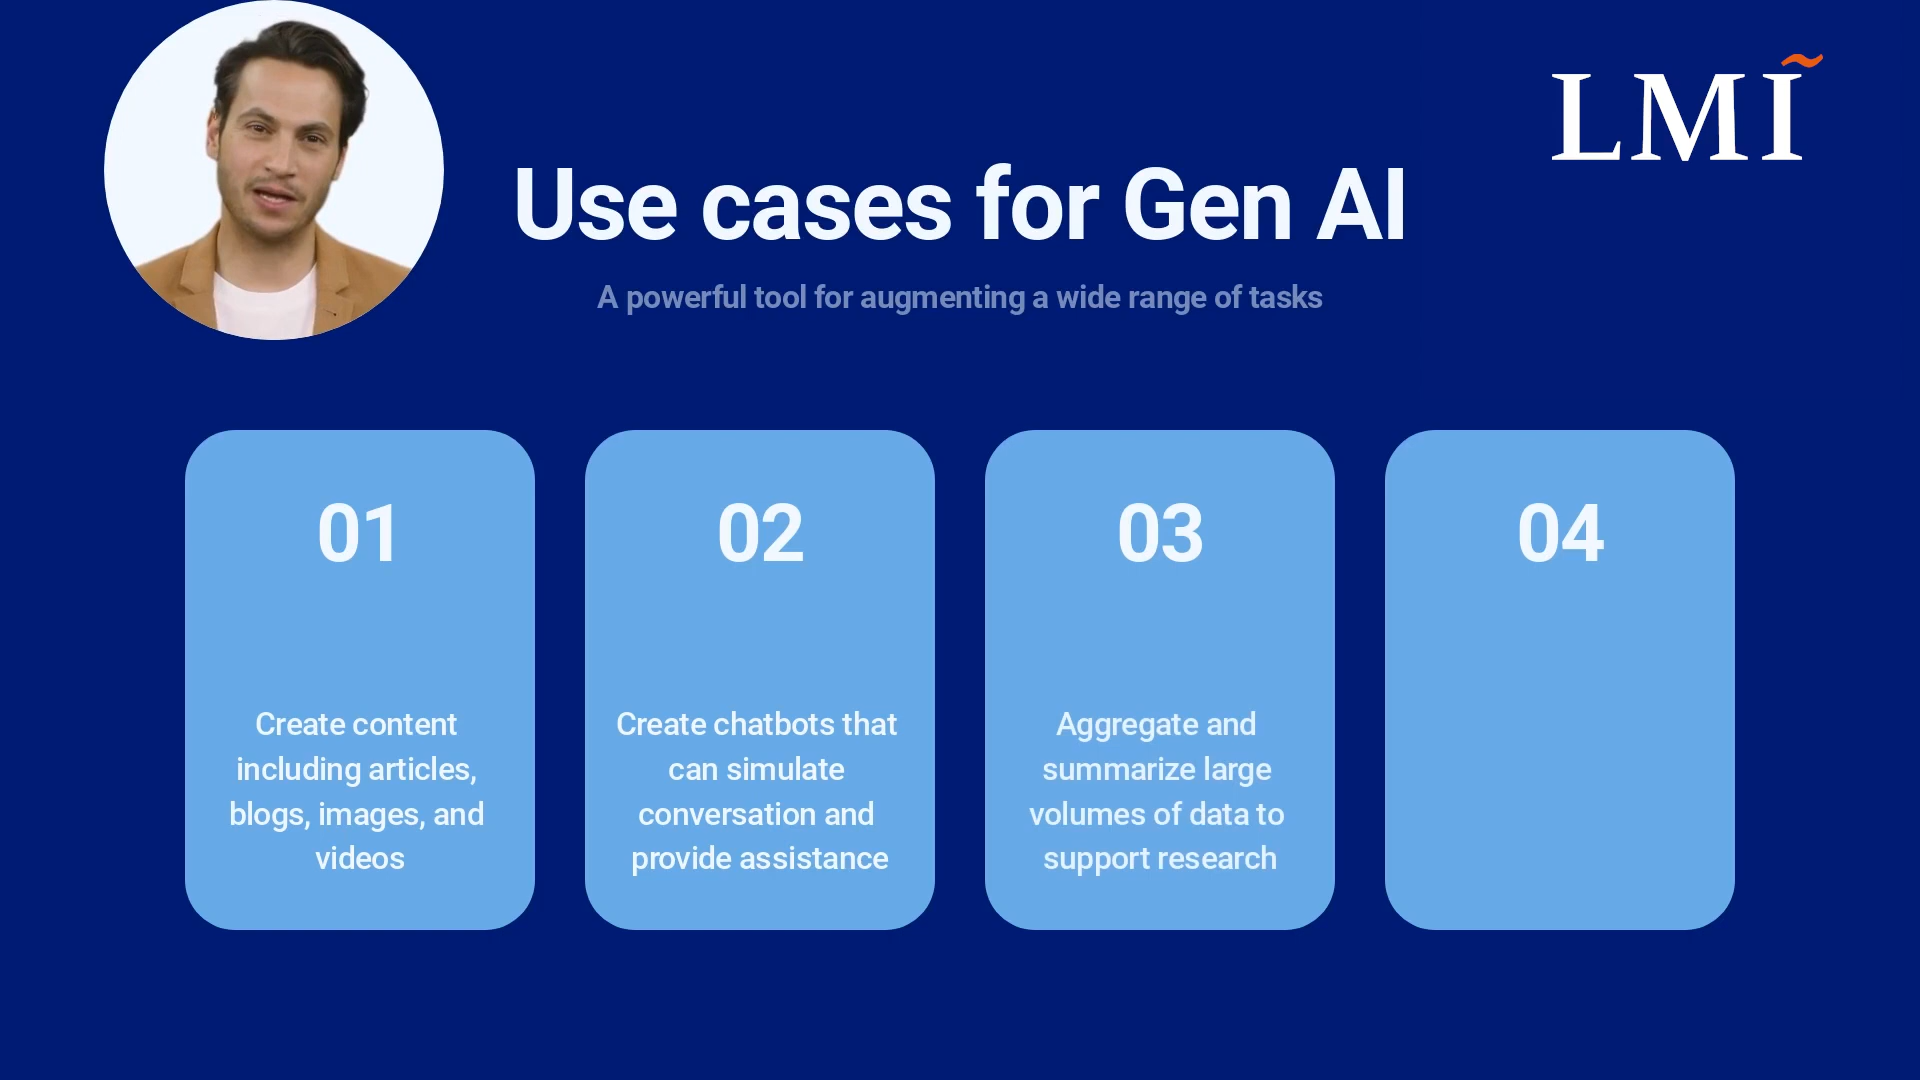 LMI
Use cases for Gen AI
A powerful tool for augmenting a wide range of tasks
01
Create content
including articles,
blogs, images, and
videos
02
Create chatbots that
can simulate
conversation and
provide assistance
03
Aggregate and
summarize large
volumes of data to
support research
04